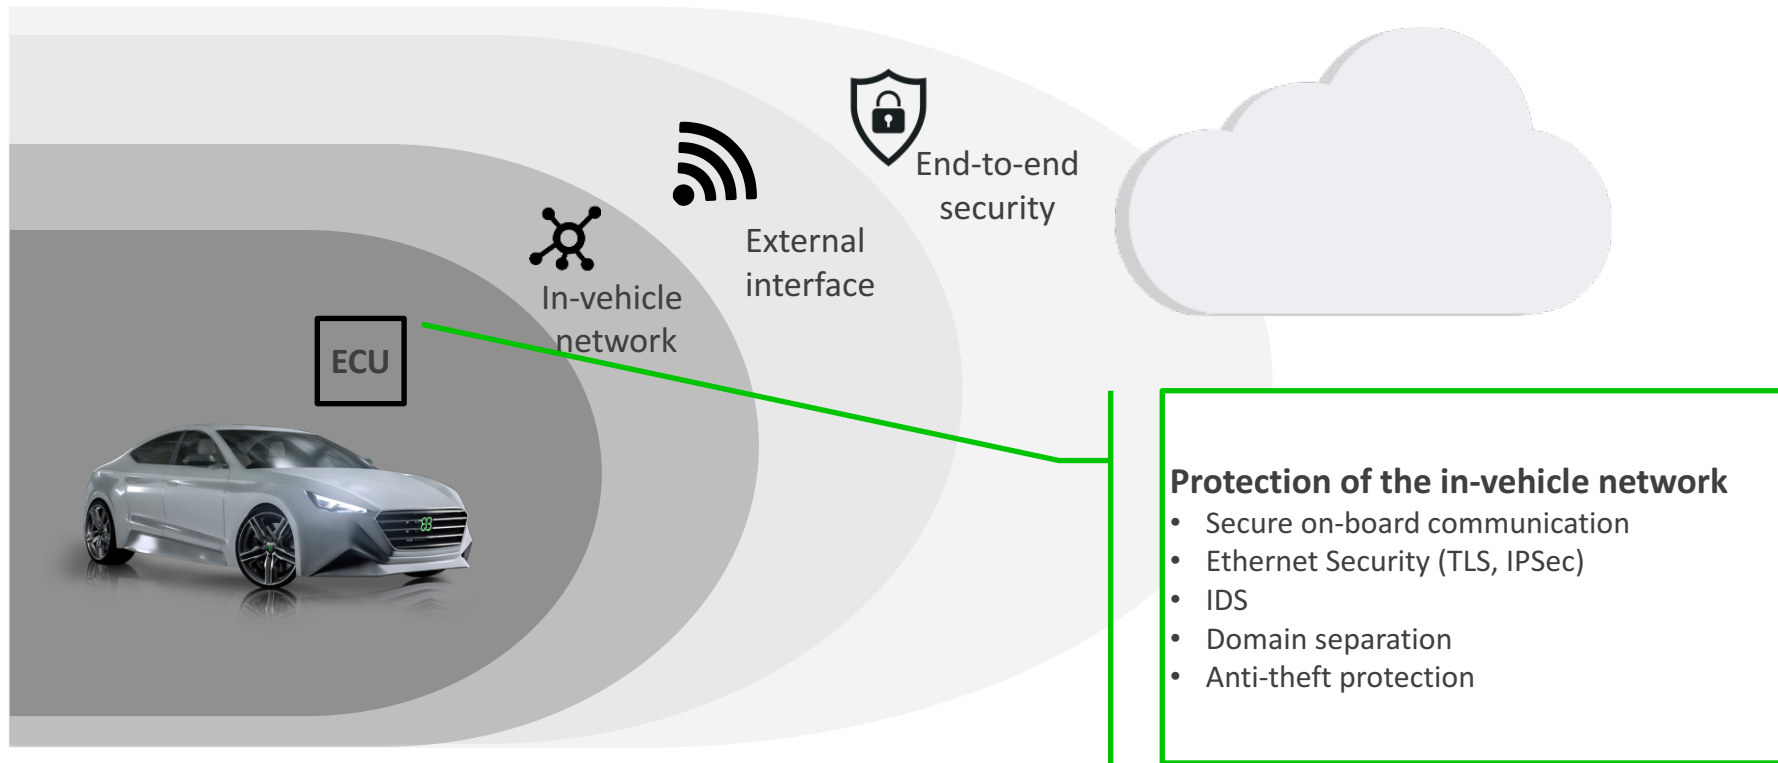 End-to-end
security
External
interface
In-vehicle
network
ECU
Protection of the in-vehicle network
• Secure on-board communication
• Ethernet Security (TLS, IPSec)
• IDS
• Domain separation
• Anti-theft protection